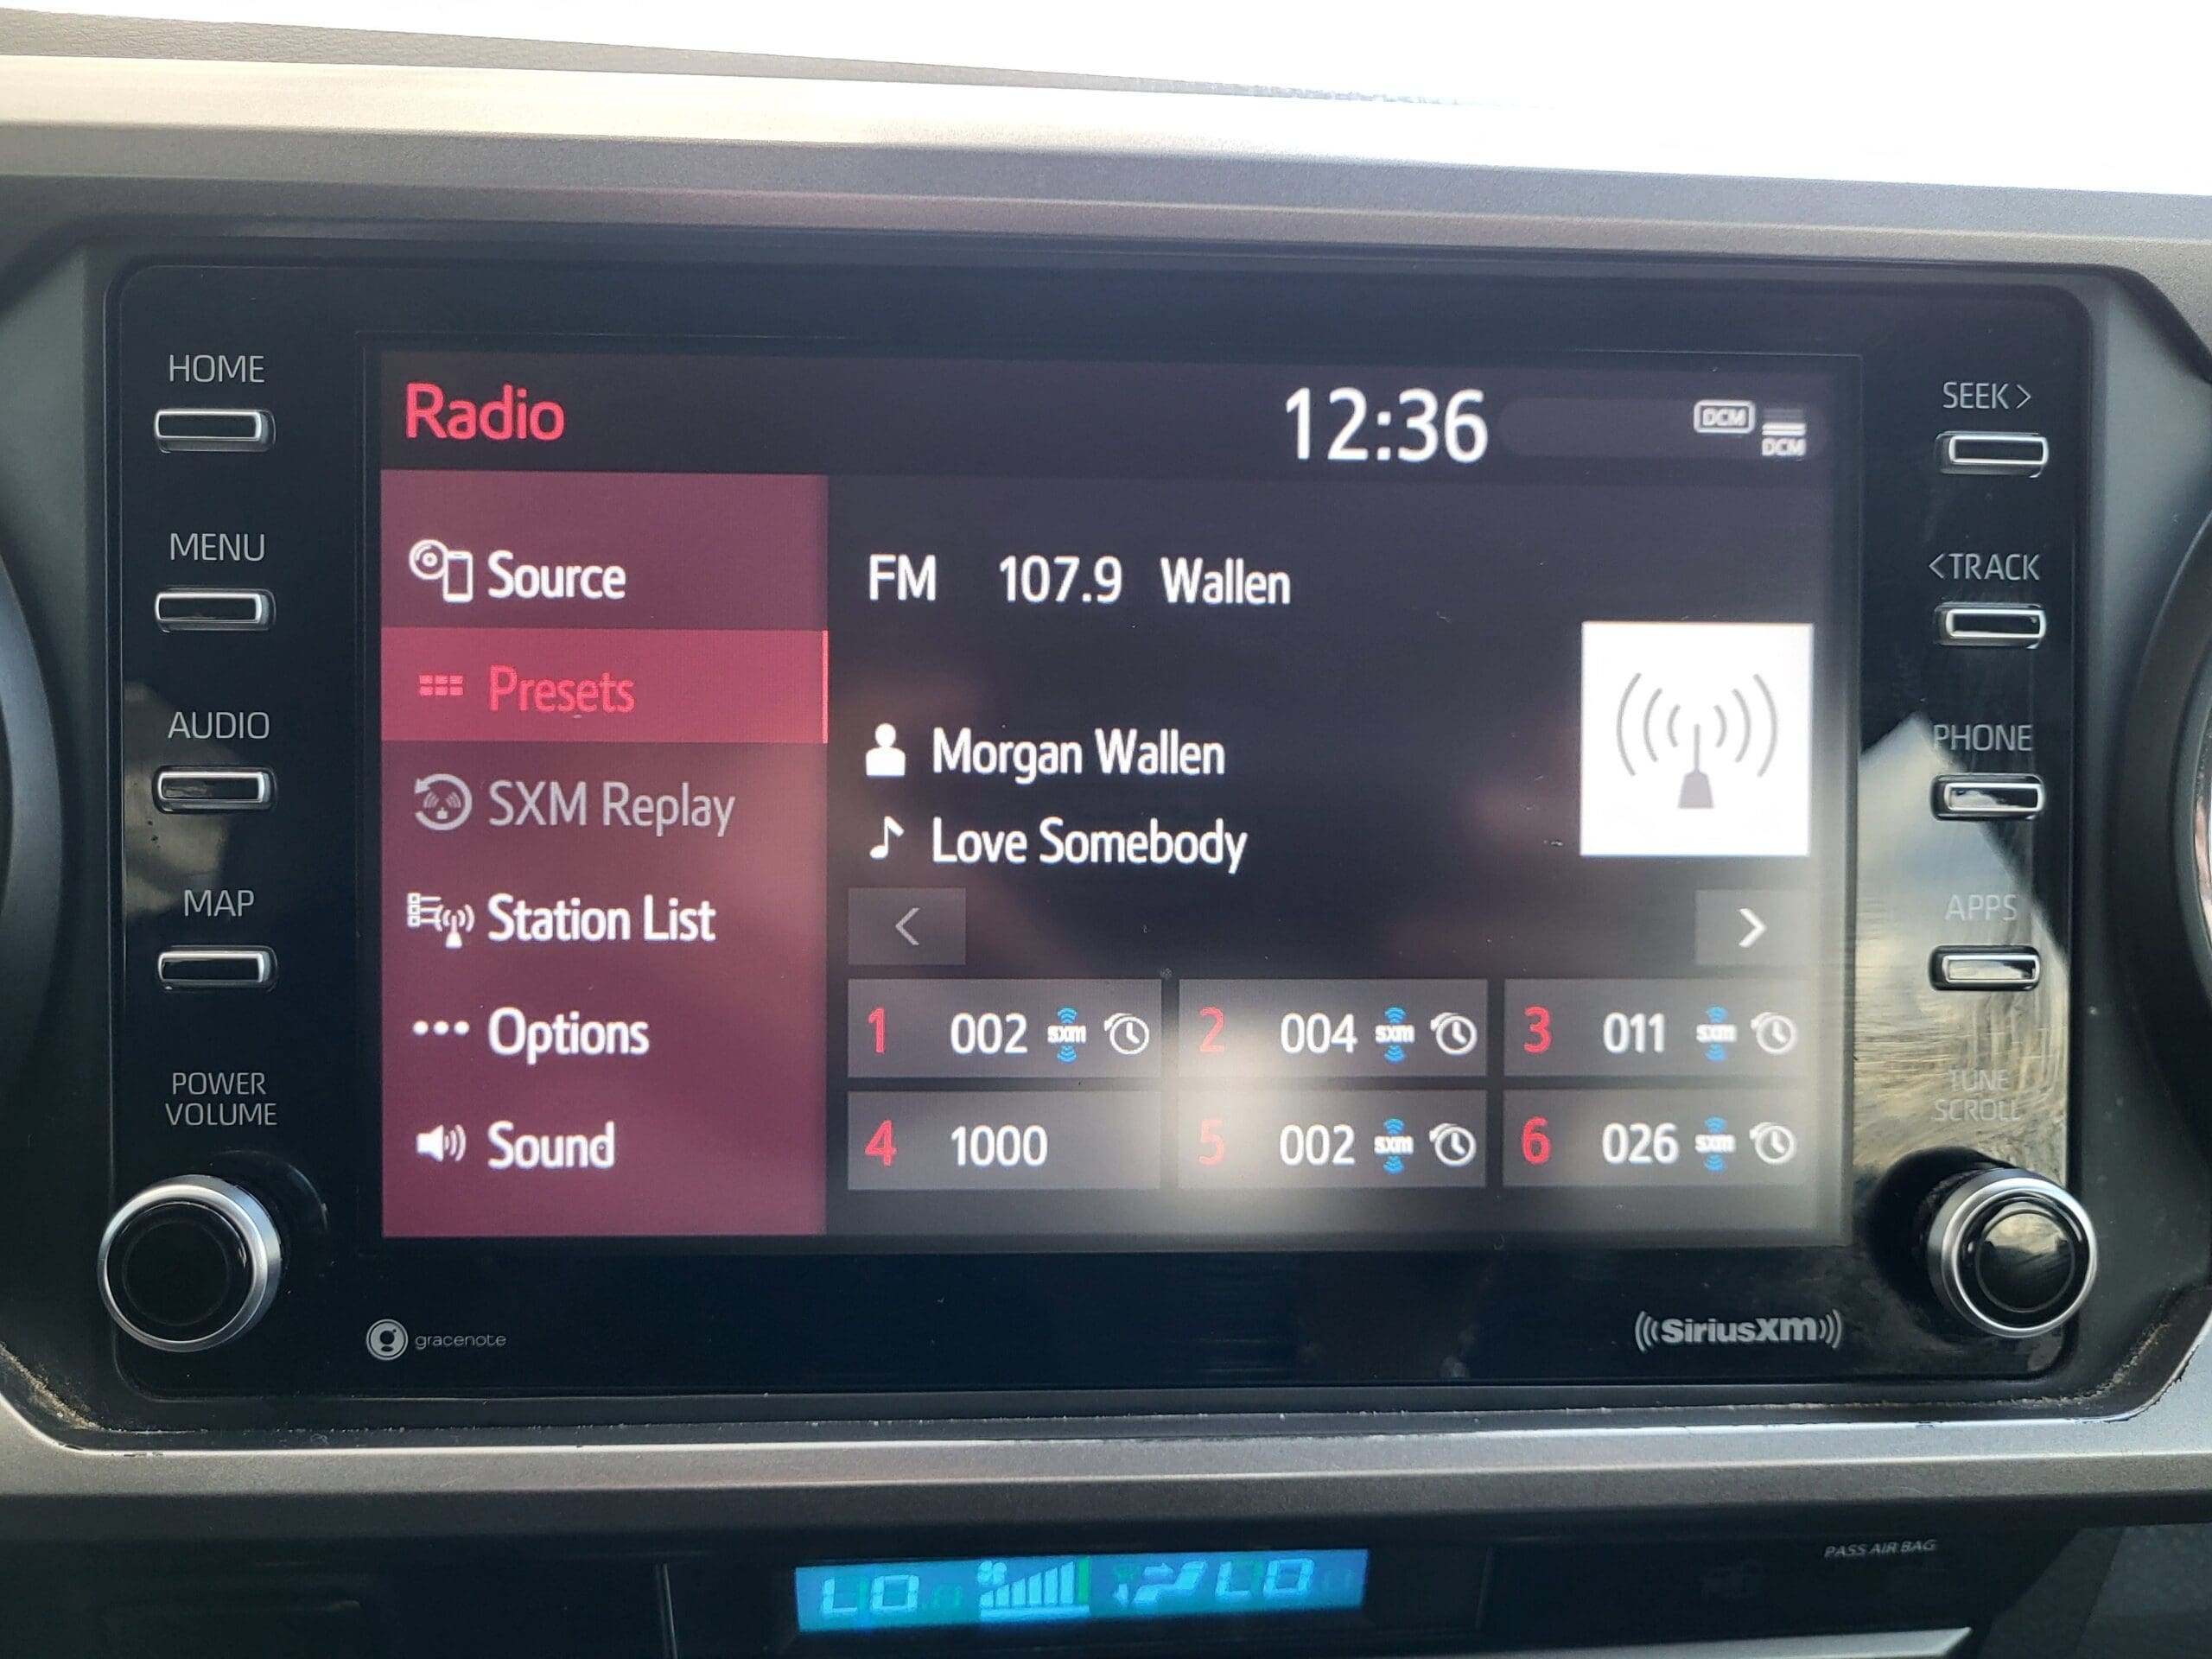 HOME
MENU
AUDIO
MAP
POWER
VOLUME
Radio
12:36
DCM
DCM
Source
Presets
SXM Replay
Station List
Options
Sound
FM 107.9 Wallen
Morgan Wallen
Love Somebody
1 002 sxm
2 004 sxm
3 011 sxm
4 1000
5 002 sxm
6 026 sxm
SEEK >
< TRACK
PHONE
APPS
TUNE
SCROLL
gracenote
SiriusXM
PASS AIR BAG
LO
LO